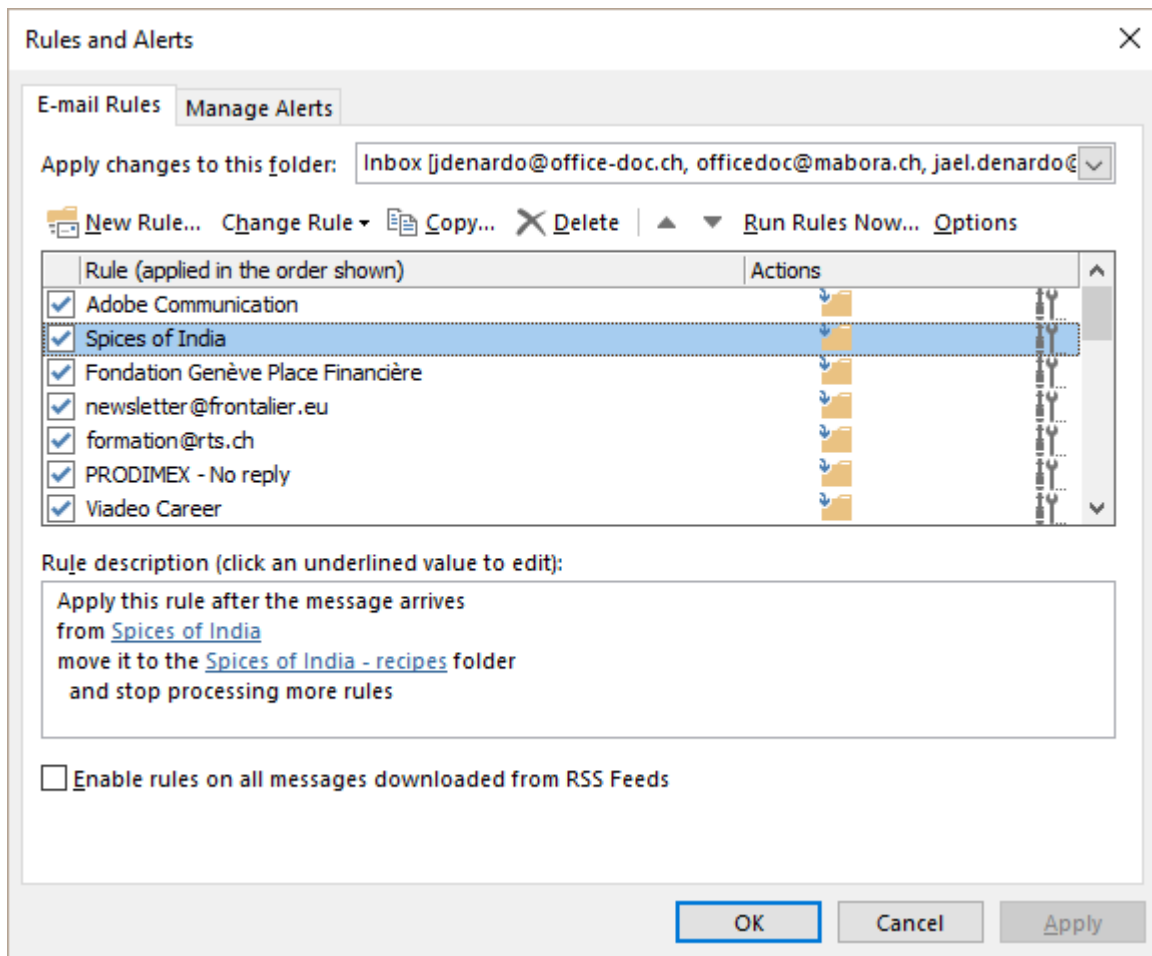 Rules and Alerts
E-mail Rules
Manage Alerts
Apply changes to this folder: Inbox [jdenardo@office-doc.ch, officedoc@mabora.ch, jael.denardo@
New Rule... Change Rule Copy... Delete Run Rules Now... Options
Rule (applied in the order shown) Actions
Adobe Communication
Spices of India
Fondation Genève Place Financière
newsletter@frontalier.eu
formation@rts.ch
PRODIMEX - No reply
Viadeo Career
Rule description (click an underlined value to edit):
Apply this rule after the message arrives
from Spices of India
move it to the Spices of India - recipes folder
and stop processing more rules
Enable rules on all messages downloaded from RSS Feeds
OK Cancel Apply